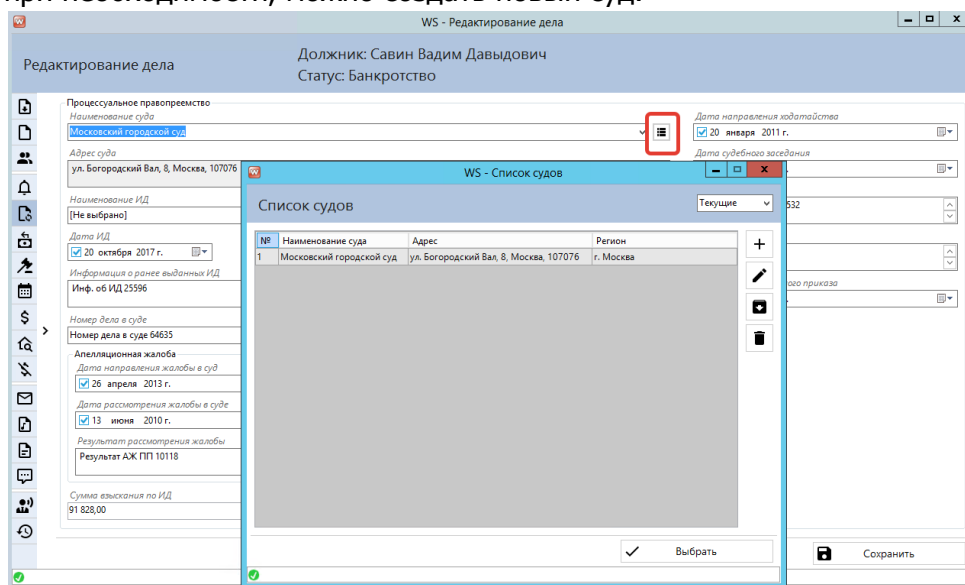 WS - Редактирование дела
Редактирование дела
Должник: Савин Вадим Давыдович
Статус: Банкротство
Процессуальное правопреемство
Наименование суда
Московский городской суд
Адрес суда
ул. Богородский Вал, 8, Москва, 107076
Наименование ИД
[Не выбрано]
Дата ИД
20 октября 2017 г.
Информация о ранее выданных ИД
Инф. об ИД 25596
Номер дела в суде
Номер дела в суде 64635
Апелляционная жалоба
Дата направления жалобы в суд
26 апреля 2013 г.
Дата рассмотрения жалобы в суде
13 июня 2010 г.
Результат рассмотрения жалобы
Результат АЖ ПП 10118
Сумма взыскания по ИД
91 828,00
Дата направления ходатайства
20 января 2011 г.
Дата судебного заседания
532
ого приказа
Сохранить
WS - Список судов
Список судов
Текущие
№ Наименование суда Адрес Регион
1 Московский городской суд ул. Богородский Вал, 8, Москва, 107076 г. Москва
Выбрать